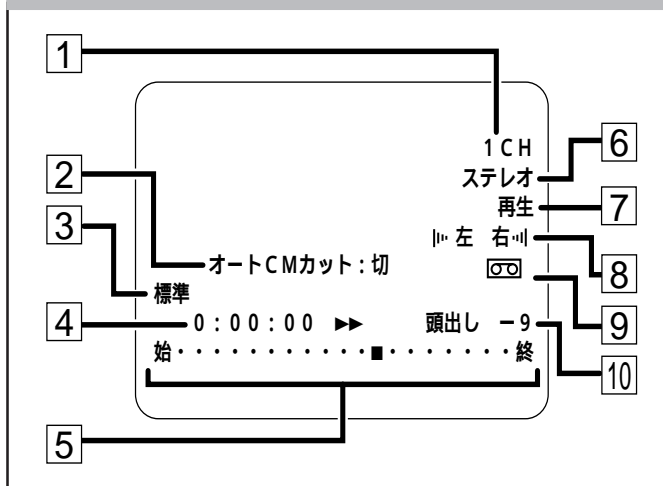 1
1CH
6
ステレオ
2
再生
7
3
左 右
8
オートCMカット:切
標準
9
4
0:00:00 ▶▶ 頭出し -9
10
始・・・・・・・・・・・■・・・・・・・終
5